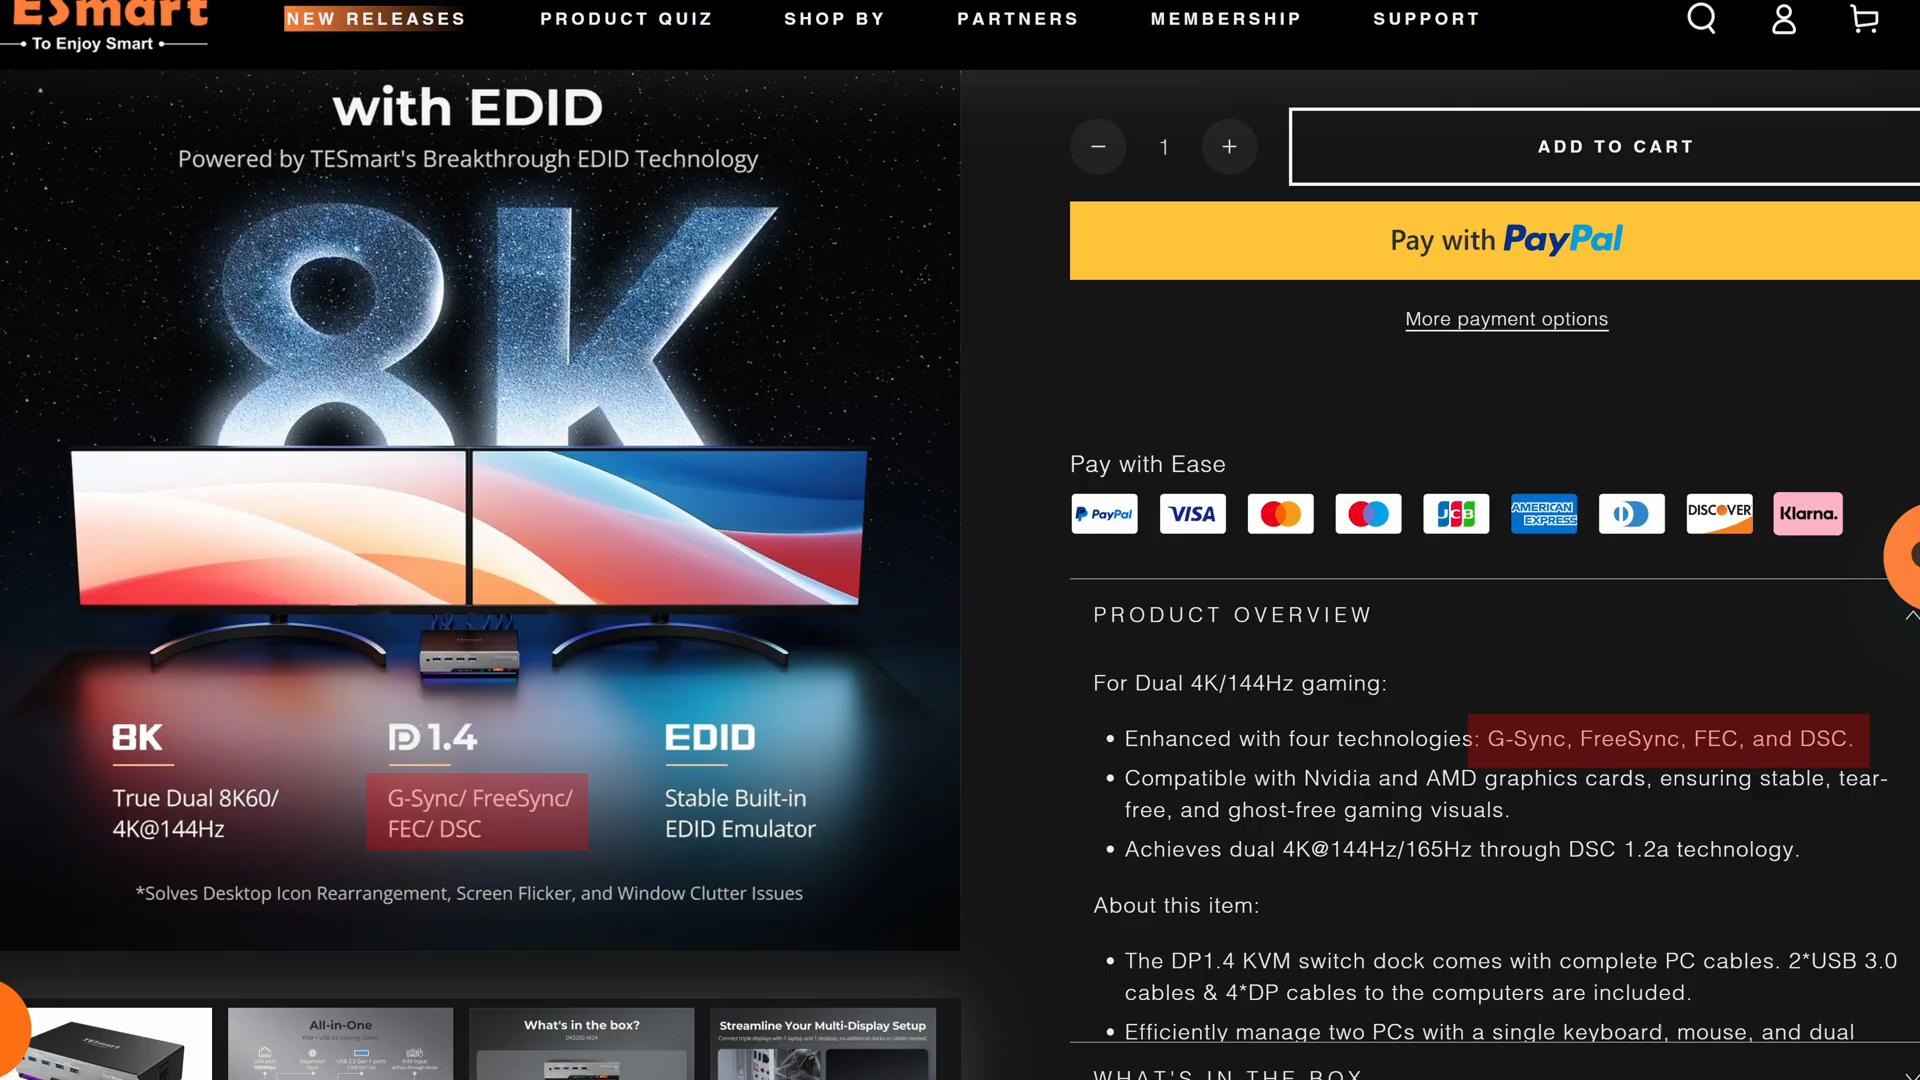 ESmart
To Enjoy Smart
NEW RELEASES
PRODUCT QUIZ
SHOP BY
PARTNERS
MEMBERSHIP
SUPPORT
with EDID
Powered by TESmart's Breakthrough EDID Technology
8K
8K
True Dual 8K60/
4K@144Hz
DP 1.4
G-Sync/ FreeSync/
FEC/ DSC
EDID
Stable Built-in
EDID Emulator
*Solves Desktop Icon Rearrangement, Screen Flicker, and Window Clutter Issues
TESmart
All-in-One
What's in the box?
Streamline Your Multi-Display Setup
1
ADD TO CART
Pay with PayPal
More payment options
Pay with Ease
PayPal
VISA
JCB
AMERICAN
EXPRESS
DISCOVER
Klarna.
PRODUCT OVERVIEW
For Dual 4K/144Hz gaming:
• Enhanced with four technologies: G-Sync, FreeSync, FEC, and DSC.
• Compatible with Nvidia and AMD graphics cards, ensuring stable, tear-
free, and ghost-free gaming visuals.
• Achieves dual 4K@144Hz/165Hz through DSC 1.2a technology.
About this item:
• The DP1.4 KVM switch dock comes with complete PC cables. 2*USB 3.0
cables & 4*DP cables to the computers are included.
• Efficiently manage two PCs with a single keyboard, mouse, and dual
WHAT'S IN THE BOX